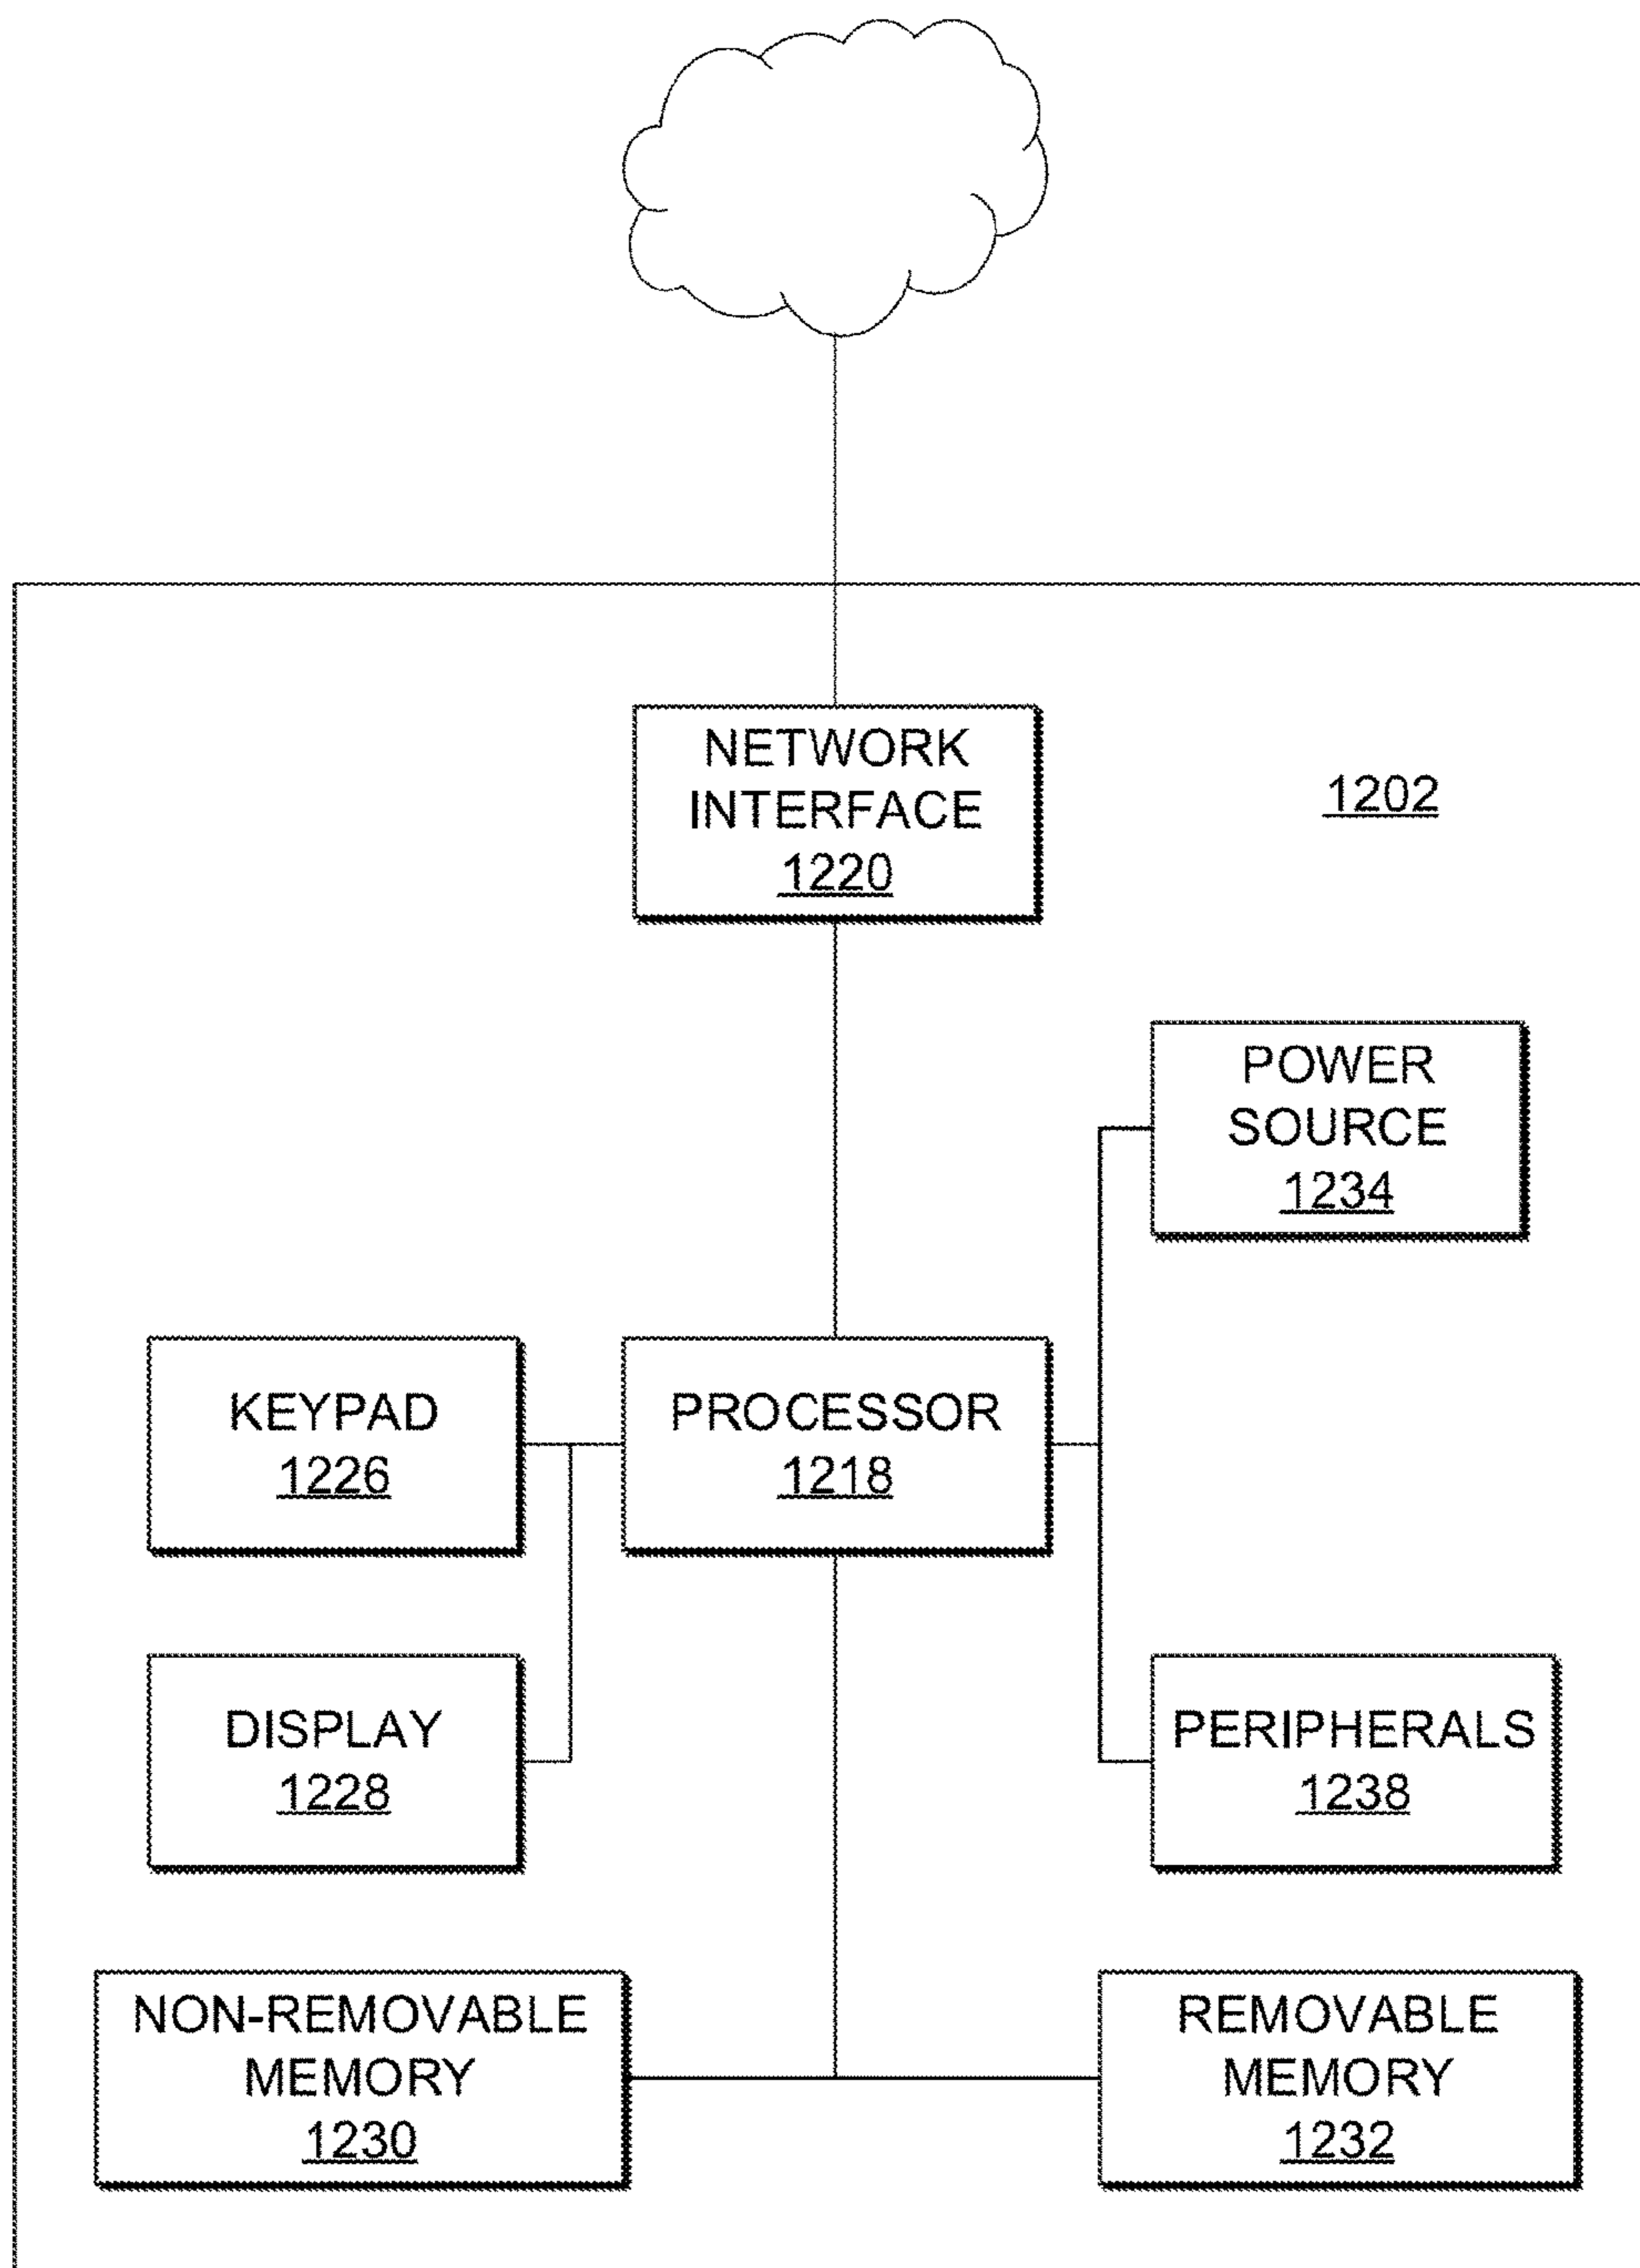 NETWORK
INTERFACE
1220
1202
POWER
SOURCE
1234
KEYPAD
1226
PROCESSOR
1218
DISPLAY
1228
PERIPHERALS
1238
NON-REMOVABLE
MEMORY
1230
REMOVABLE
MEMORY
1232